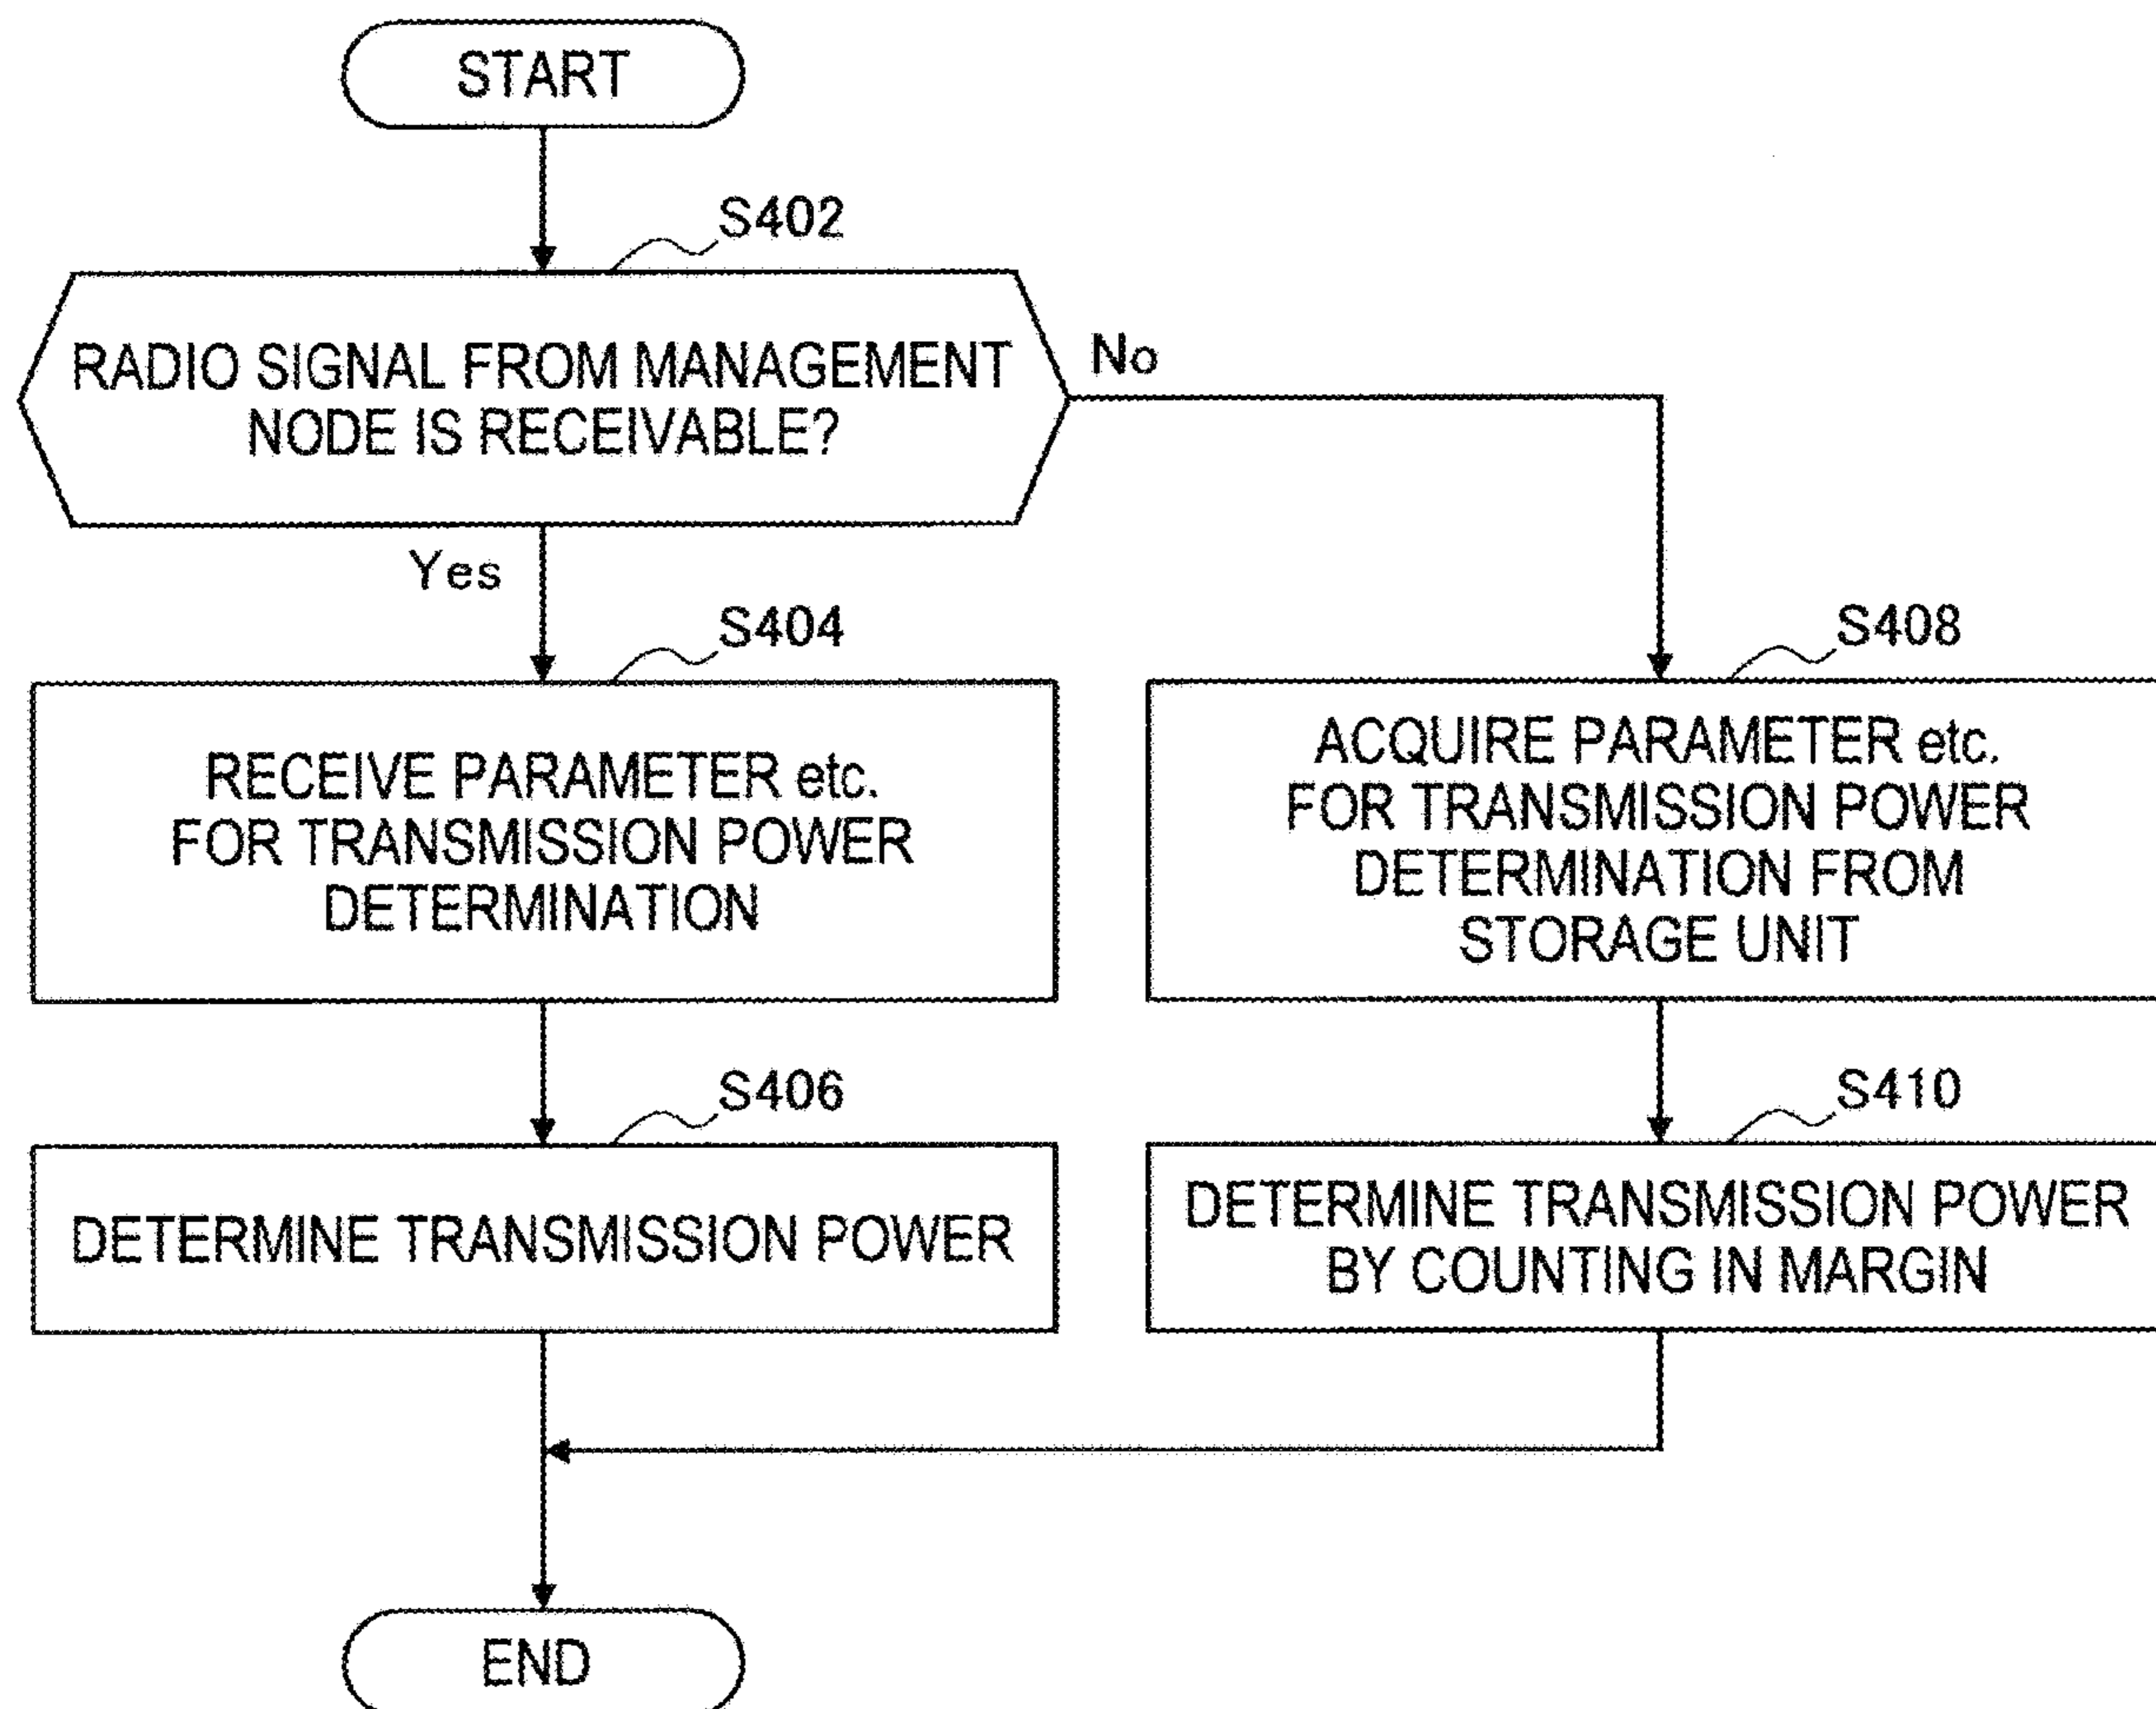 START
S402
RADIO SIGNAL FROM MANAGEMENT
NODE IS RECEIVABLE?
No
Yes
S404
RECEIVE PARAMETER etc.
FOR TRANSMISSION POWER
DETERMINATION
S408
ACQUIRE PARAMETER etc.
FOR TRANSMISSION POWER
DETERMINATION FROM
STORAGE UNIT
S406
DETERMINE TRANSMISSION POWER
S410
DETERMINE TRANSMISSION POWER
BY COUNTING IN MARGIN
END